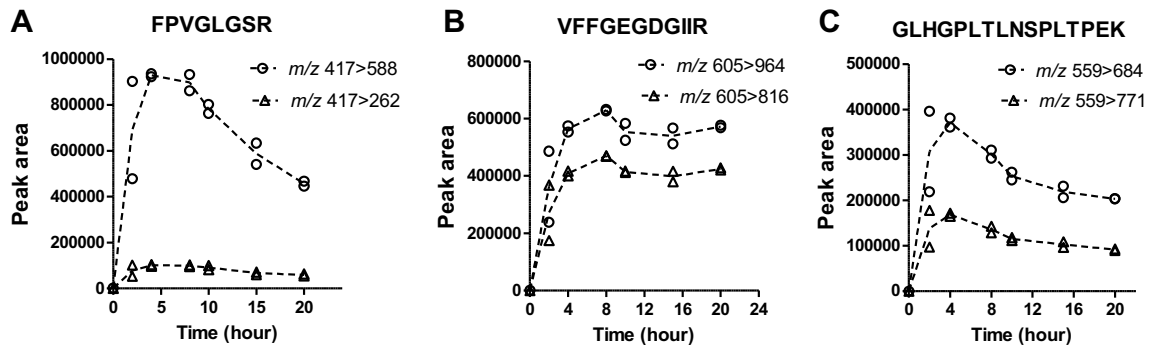 A
FPVGLGSR
m/z 417>588
m/z 417>262
Peak area
1000000
800000
600000
400000
200000
0
0 5 10 15 20
Time (hour)
B
VFFGEGDGIIR
m/z 605>964
m/z 605>816
Peak area
800000
600000
400000
200000
0
0 4 8 12 16 20 24
Time (hour)
C
GLHGPLTLNSPLTPEK
m/z 559>684
m/z 559>771
Peak area
500000
400000
300000
200000
100000
0
0 4 8 12 16 20
Time (hour)